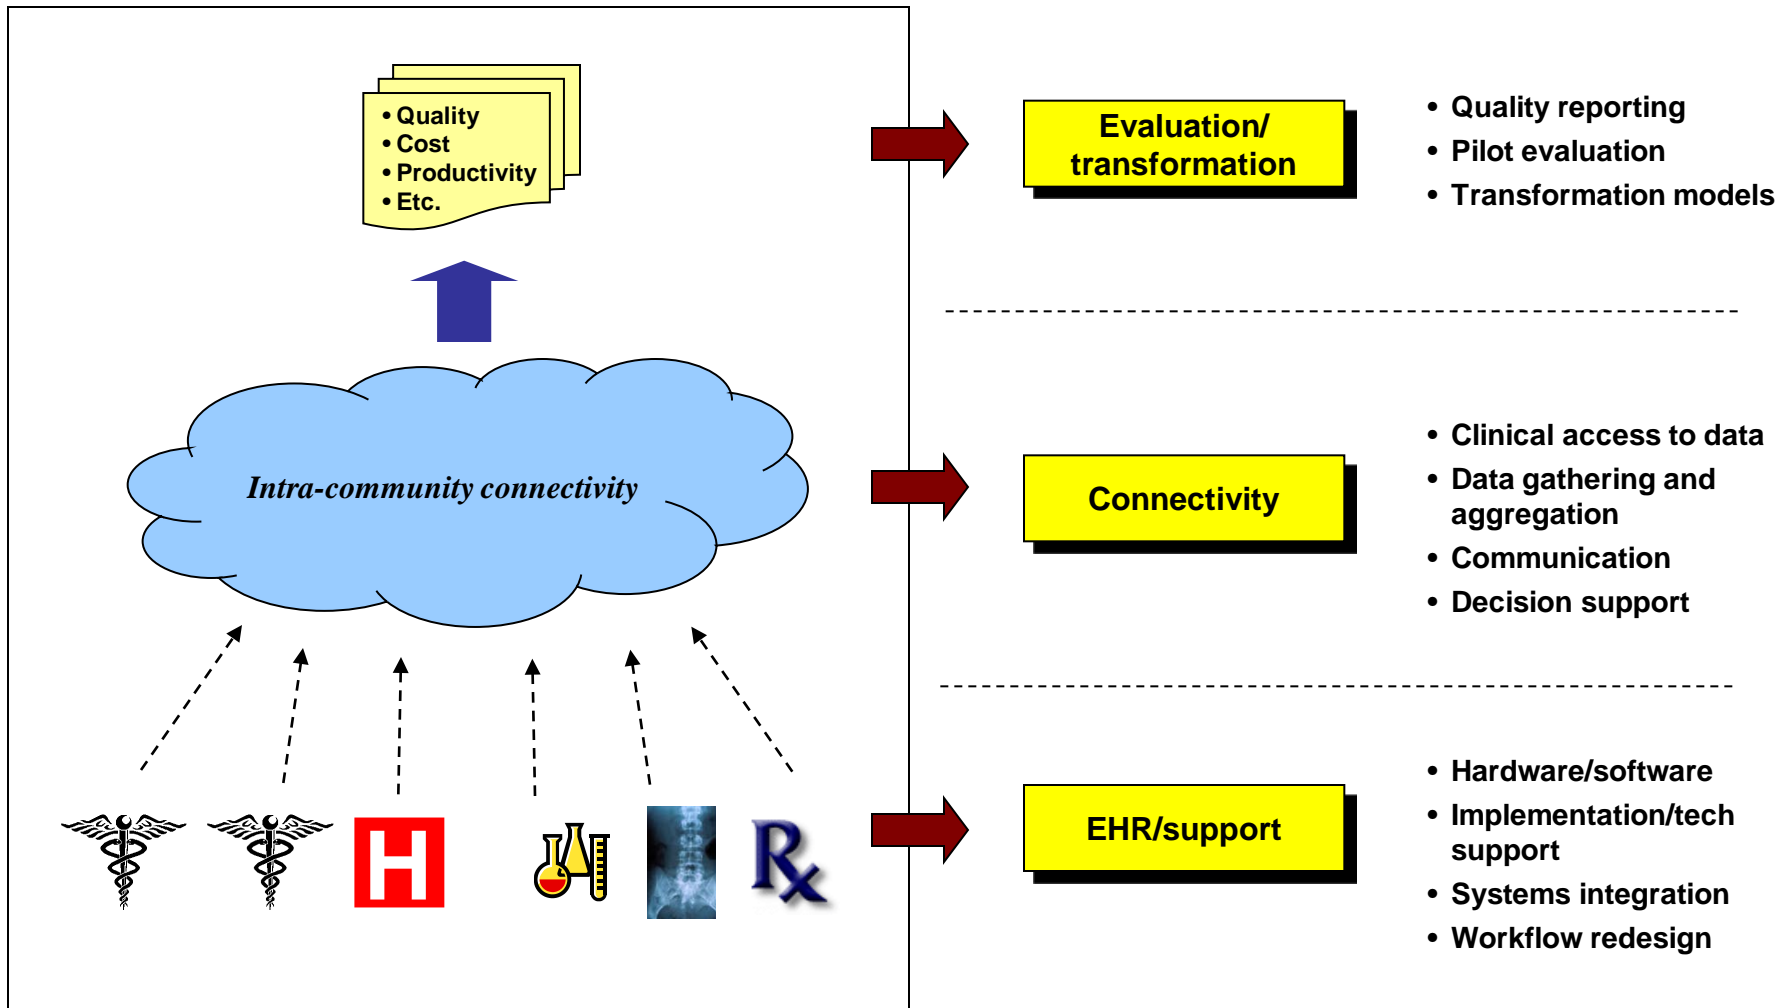 • Quality
• Cost
• Productivity
• Etc.
Evaluation/
transformation
• Quality reporting
• Pilot evaluation
• Transformation models
Intra-community connectivity
Connectivity
• Clinical access to data
• Data gathering and
aggregation
• Communication
• Decision support
H
Rx
EHR/support
• Hardware/software
• Implementation/tech
support
• Systems integration
• Workflow redesign